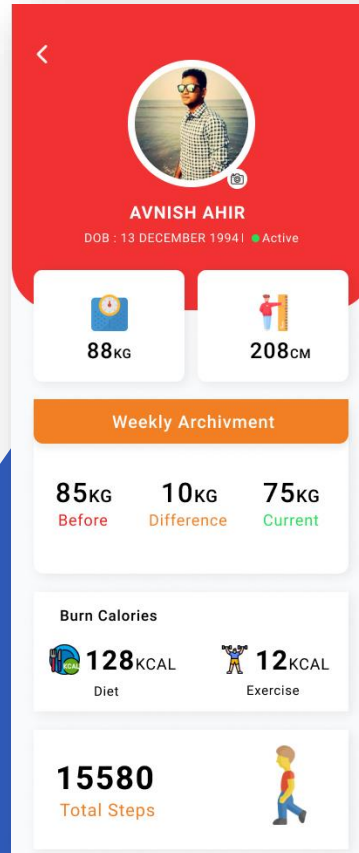 AVNISH AHIR
DOB : 13 DECEMBER 1994I Active
88KG 208CM
Weekly Archivment
85KG 10KG 75KG
Before Difference Current
Burn Calories
KCAL 128KCAL 12KCAL
Diet Exercise
15580
Total Steps